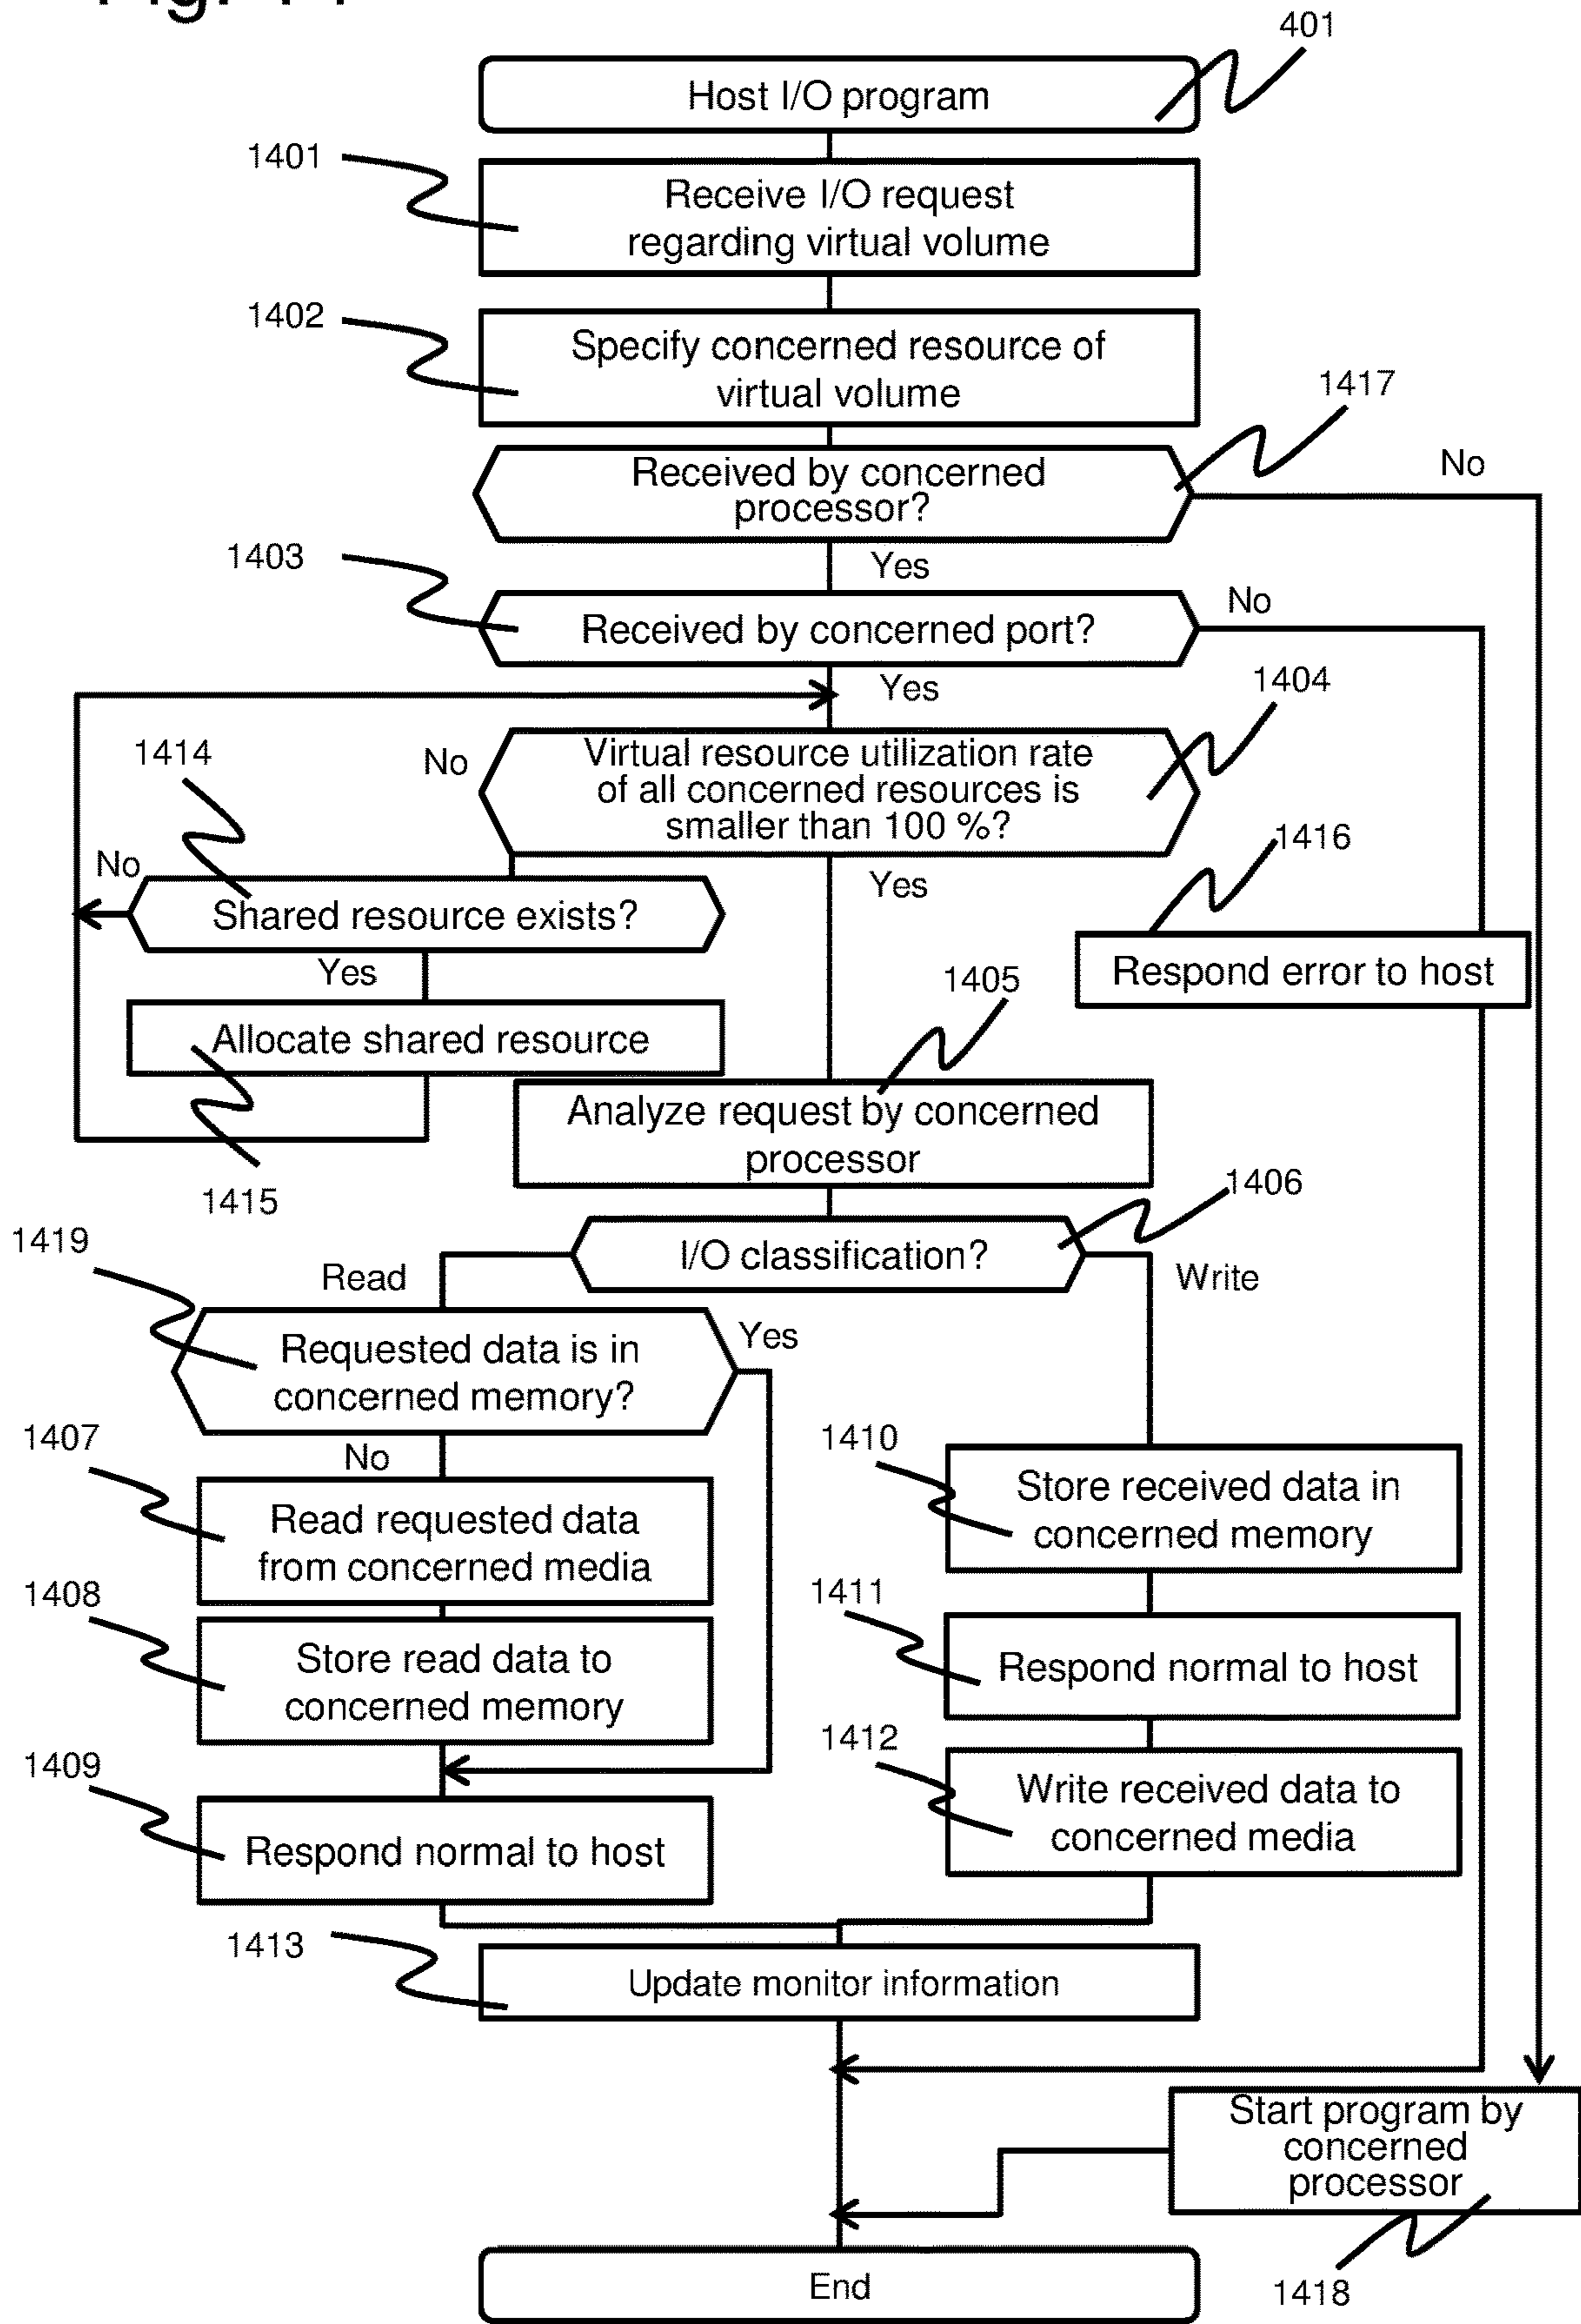 401
Host I/O program
1401
Receive I/O request
regarding virtual volume
1402
Specify concerned resource of
virtual volume
1417
Received by concerned
processor?
No
Yes
1403
Received by concerned port?
No
Yes
1404
Virtual resource utilization rate
of all concerned resources is
smaller than 100 %?
No
Yes
1414
No
Shared resource exists?
Yes
1416
Respond error to host
Allocate shared resource
1415
1405
Analyze request by concerned
processor
1406
I/O classification?
Read
Write
1419
Requested data is in
concerned memory?
Yes
No
1407
Read requested data
from concerned media
1408
Store read data to
concerned memory
1409
Respond normal to host
1410
Store received data in
concerned memory
1411
Respond normal to host
1412
Write received data to
concerned media
1413
Update monitor information
Start program by
concerned
processor
1418
End